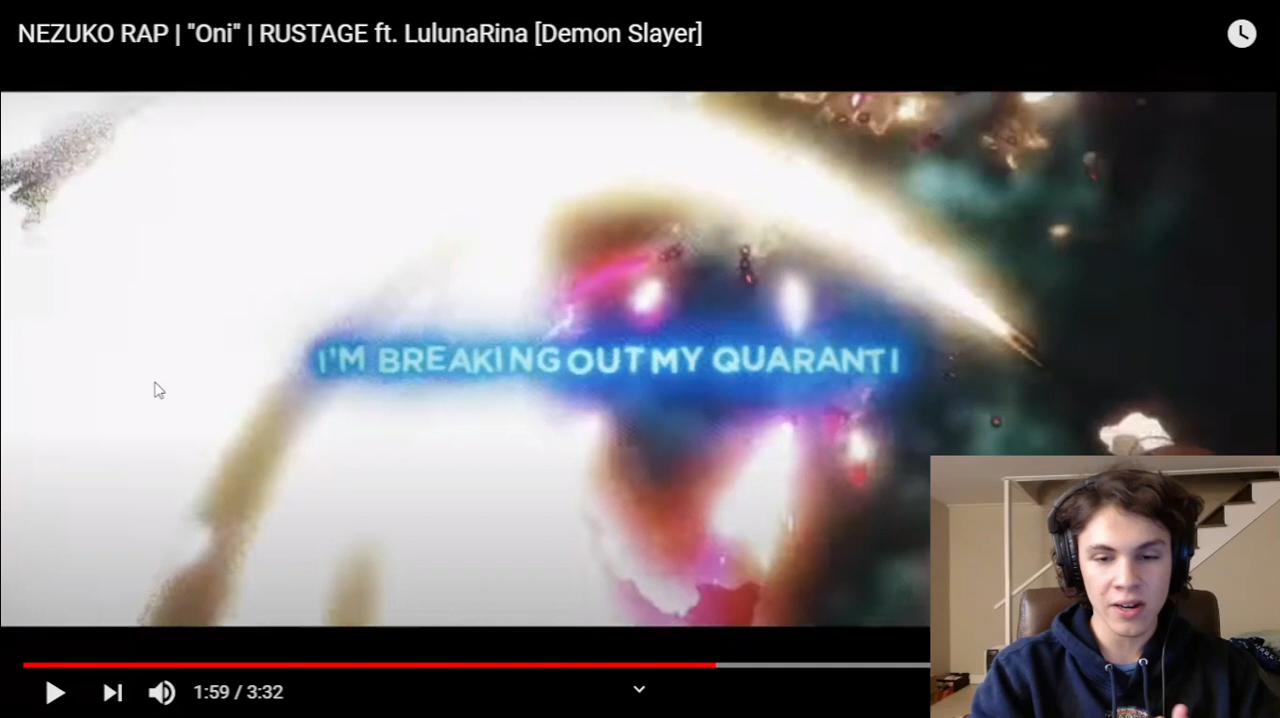 NEZUKO RAP | "Oni" | RUSTAGE ft. LulunaRina [Demon Slayer]
I'M BREAKING OUT MY QUARANTI
1:59 / 3:32